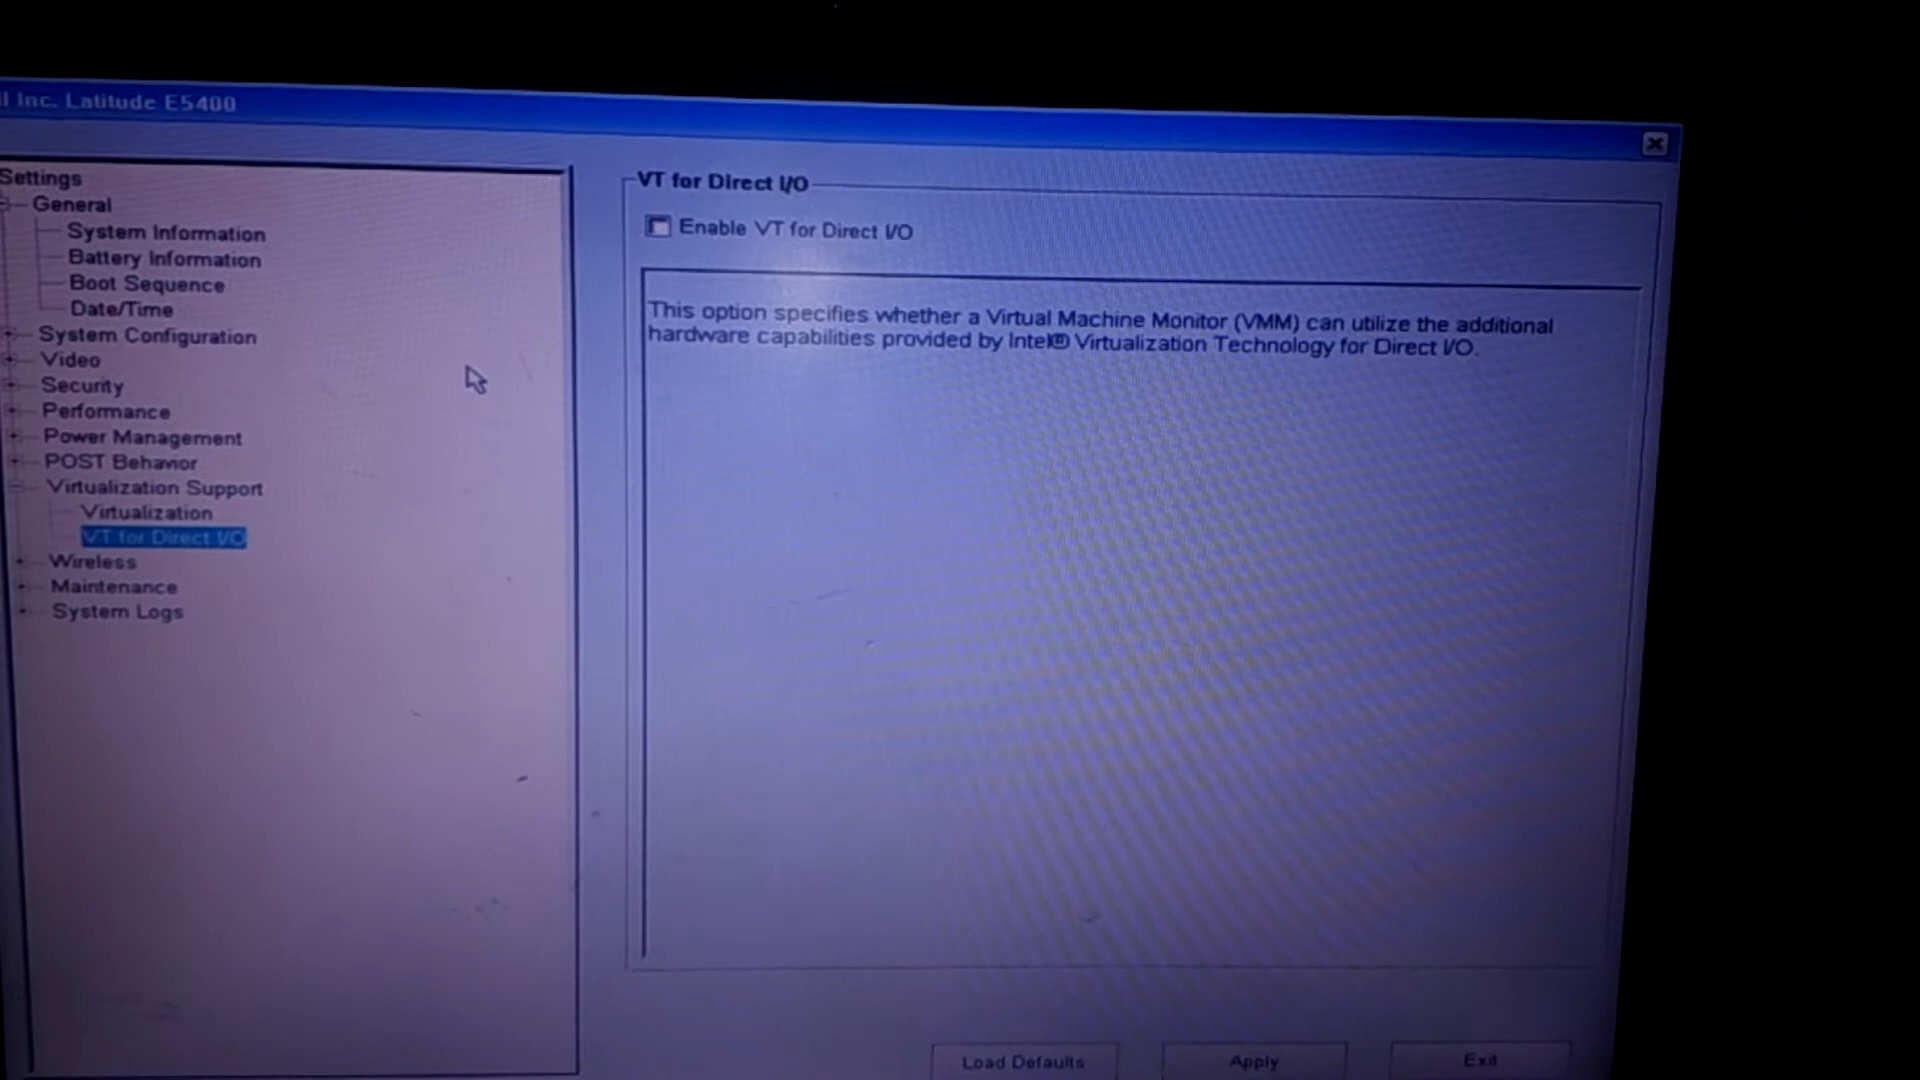 Inc. Latitude E5400
Settings
General
System Information
Battery Information
Boot Sequence
Date/Time
System Configuration
Video
Security
Performance
Power Management
POST Behavior
Virtualization Support
Virtualization
VT for Direct I/O
Wireless
Maintenance
System Logs
VT for Direct I/O
Enable VT for Direct I/O
This option specifies whether a Virtual Machine Monitor (VMM) can utilize the additional
hardware capabilities provided by Intel® Virtualization Technology for Direct I/O.
Load Defaults
Apply
Exit